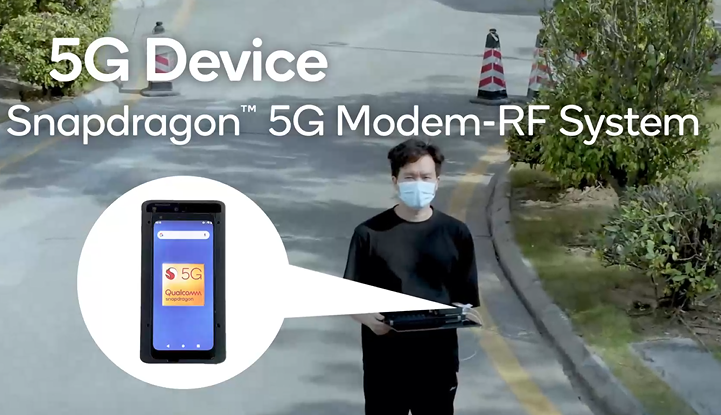 5G Device
Snapdragon™ 5G Modem-RF System
5G
Qualcomm
snapdragon